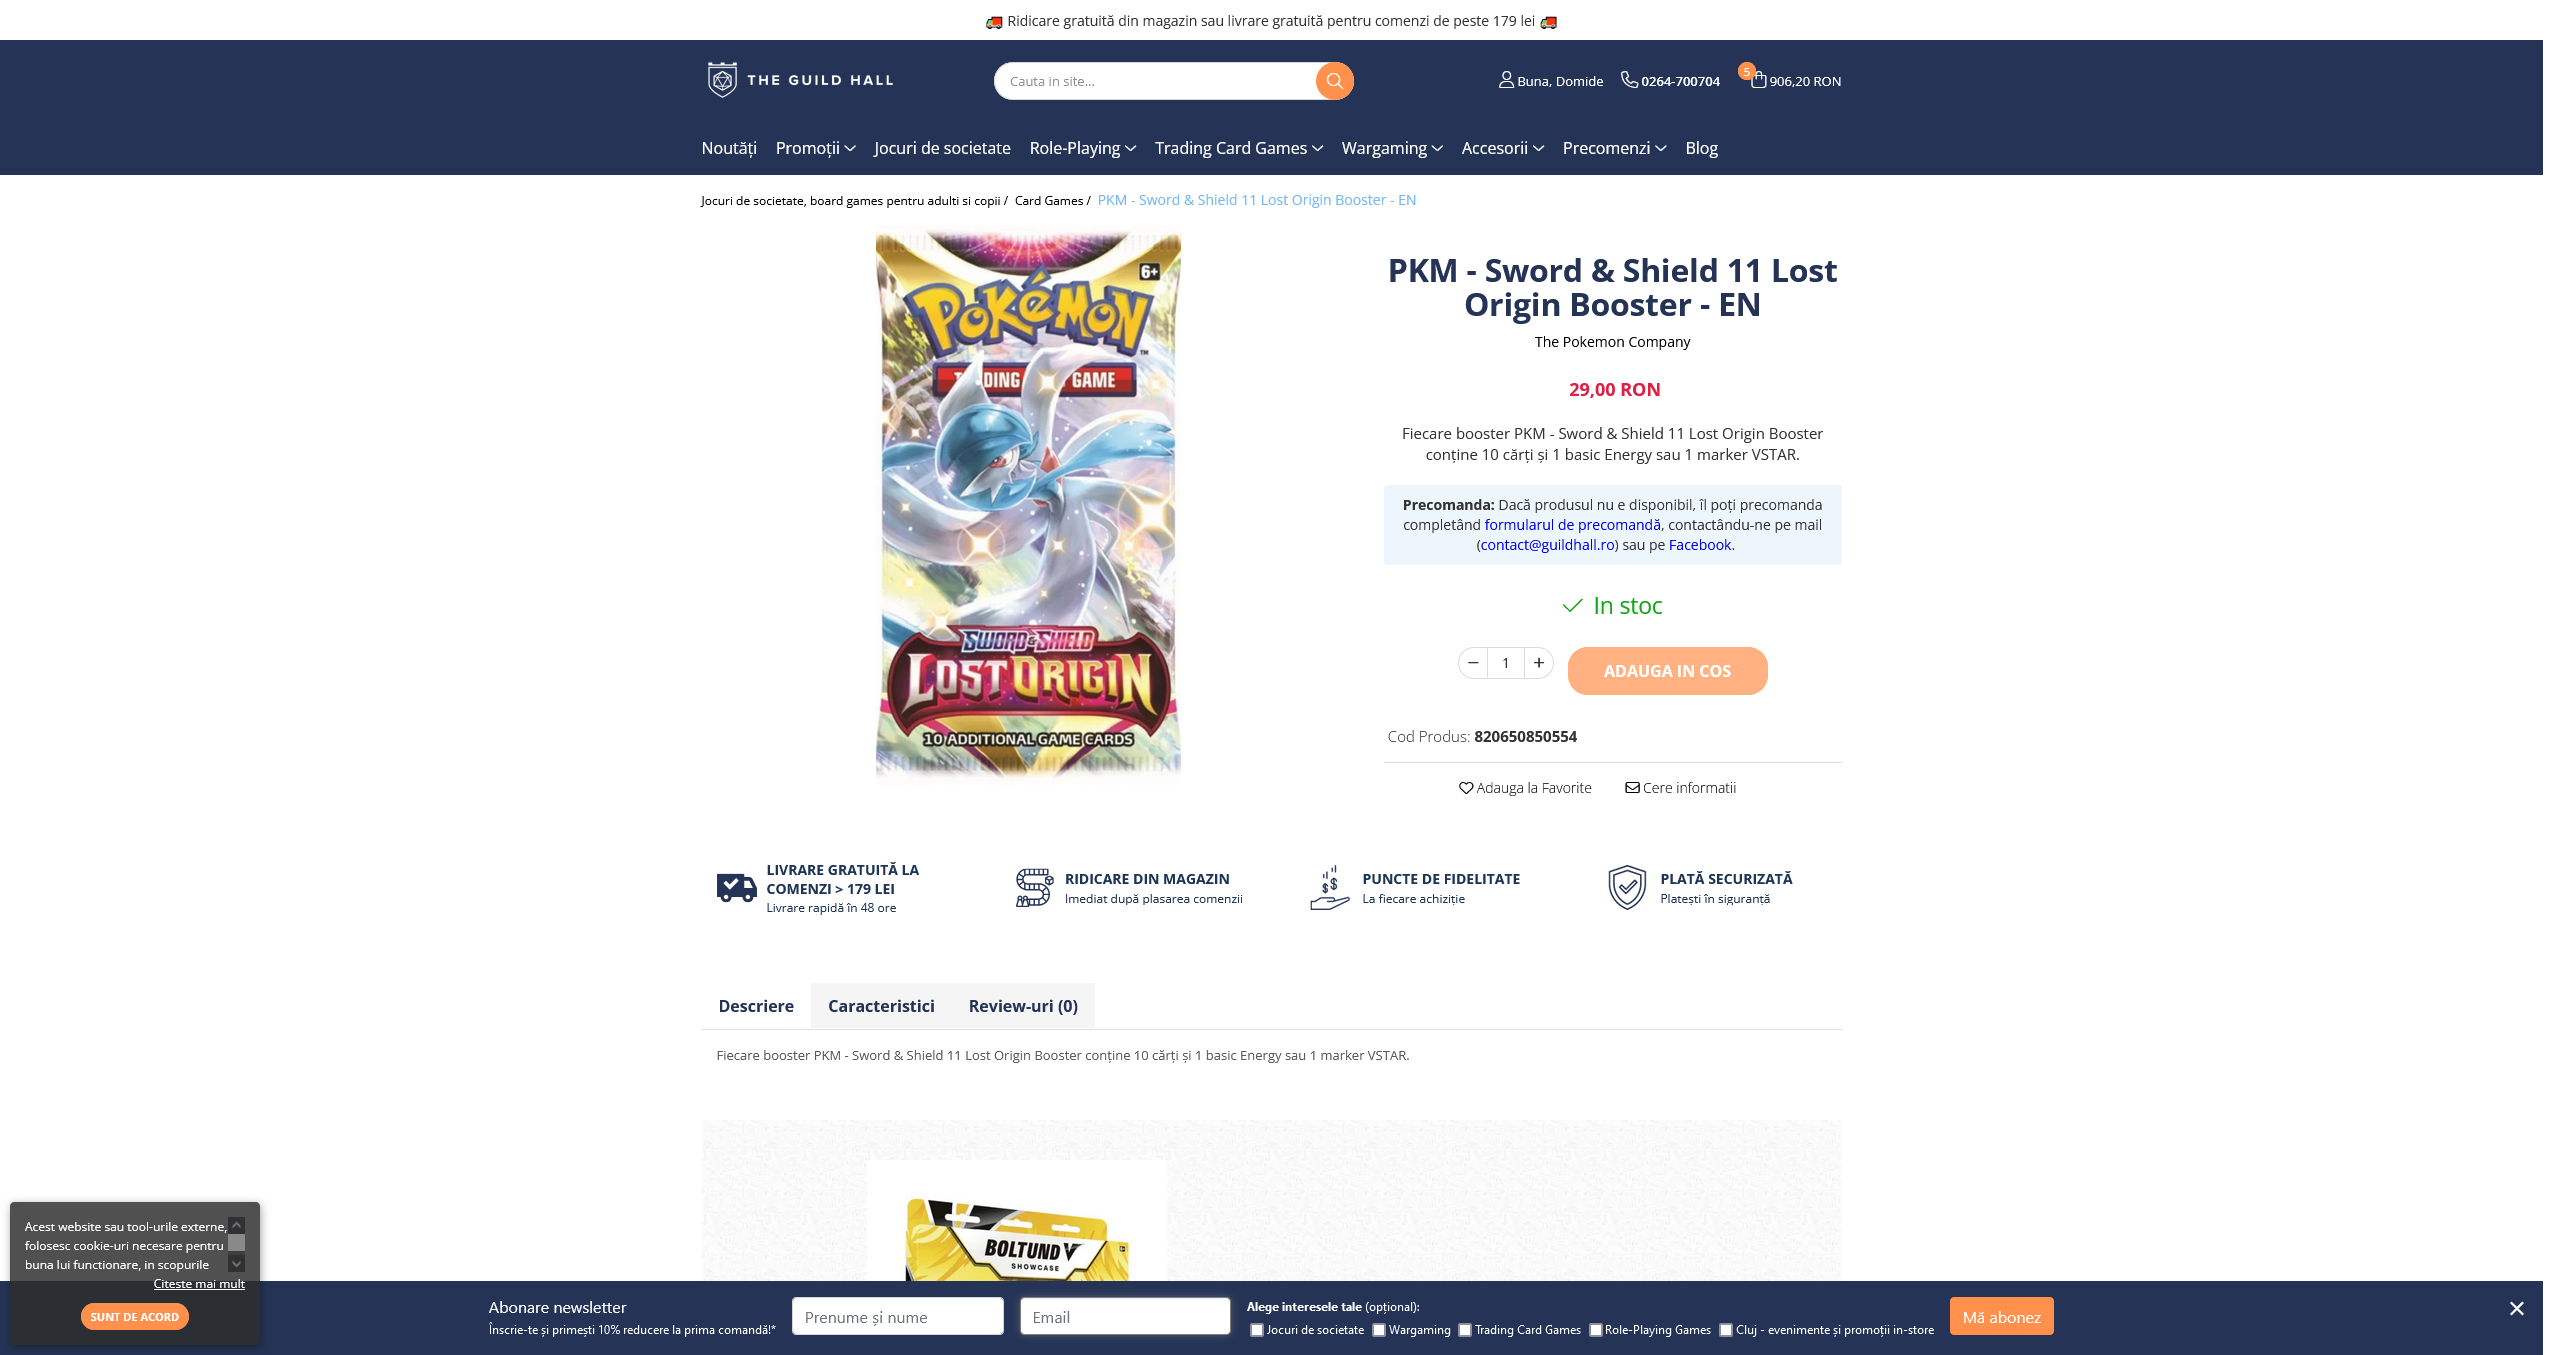 Ridicare gratuită din magazin sau livrare gratuită pentru comenzi de peste 179 lei
THE GUILD HALL
Cauta in site...
Buna, Domide
0264-700704
5
906,20 RON
Noutăți Promoții Jocuri de societate Role-Playing Trading Card Games Wargaming Accesorii Precomenzi Blog
Jocuri de societate, board games pentru adulti si copii / Card Games / PKM - Sword & Shield 11 Lost Origin Booster - EN
6+
POKéMON
TM
GAME
SWORD & SHIELD
LOST ORIGIN
10 ADDITIONAL GAME CARDS
PKM - Sword & Shield 11 Lost
Origin Booster - EN
The Pokemon Company
29,00 RON
Fiecare booster PKM - Sword & Shield 11 Lost Origin Booster
conține 10 cărți și 1 basic Energy sau 1 marker VSTAR.
Precomanda: Dacă produsul nu e disponibil, îl poți precomanda
completând formularul de precomandă, contactându-ne pe mail
(contact@guildhall.ro) sau pe Facebook.
In stoc
1
ADAUGA IN COS
Cod Produs: 820650850554
Adauga la Favorite
Cere informatii
LIVRARE GRATUITĂ LA
COMENZI > 179 LEI
Livrare rapidă în 48 ore
RIDICARE DIN MAGAZIN
Imediat după plasarea comenzii
PUNCTE DE FIDELITATE
La fiecare achiziție
PLATĂ SECURIZATĂ
Platești în siguranță
Descriere Caracteristici Review-uri (0)
Fiecare booster PKM - Sword & Shield 11 Lost Origin Booster conține 10 cărți și 1 basic Energy sau 1 marker VSTAR.
BOLTUND V
SHOWCASE
Acest website sau tool-urile externe,
folosesc cookie-uri necesare pentru
buna lui functionare, in scopurile
Citeste mai mult
SUNT DE ACORD
Abonare newsletter
Înscrie-te și primești 10% reducere la prima comandă!*
Prenume și nume
Email
Alege interesele tale (opțional):
Jocuri de societate Wargaming Trading Card Games Role-Playing Games Cluj - evenimente și promoții in-store
Mă abonez